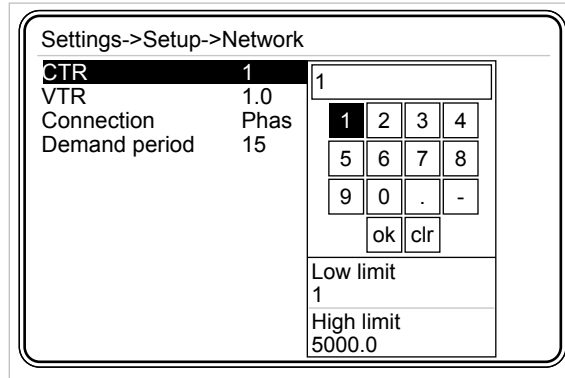 Settings->Setup->Network
CTR 1
VTR 1.0
Connection Phas
Demand period 15
1
1 2 3 4
5 6 7 8
9 0 . -
ok clr
Low limit
1
High limit
5000.0